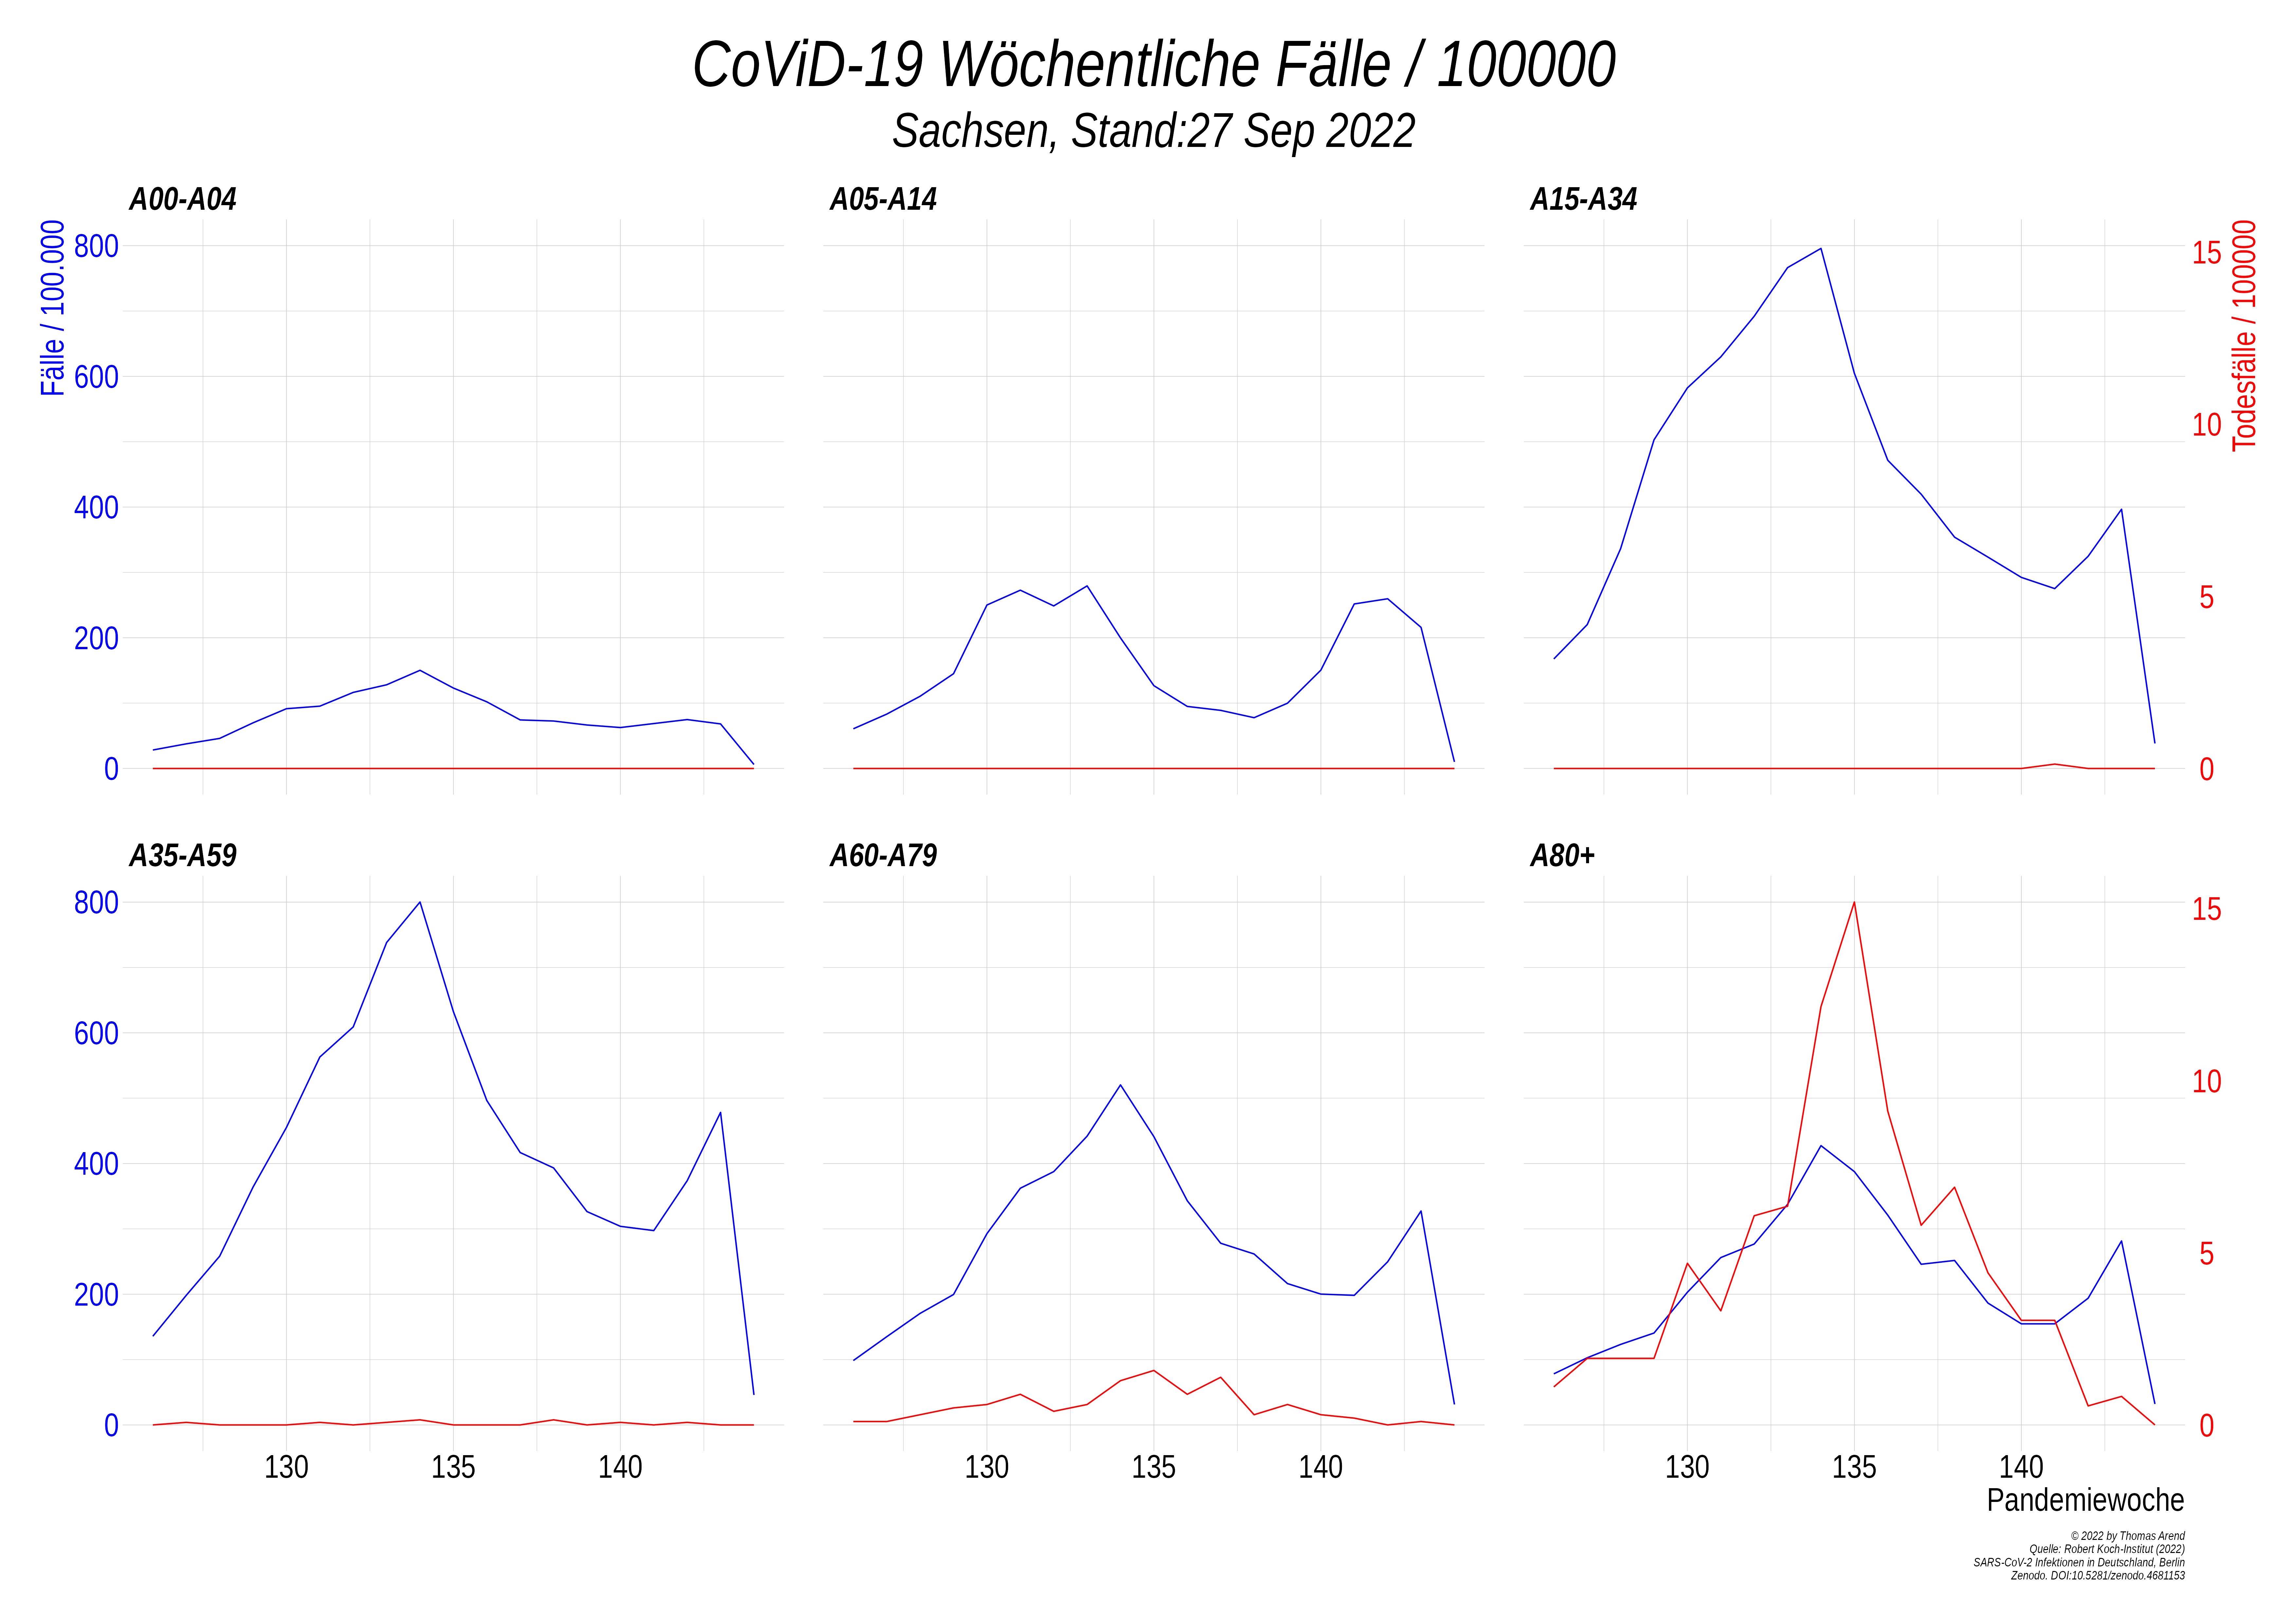 CoViD-19 Wöchentliche Fälle / 100000
Sachsen, Stand:27 Sep 2022
A00-A04
A05-A14
A15-A34
Fälle / 100.000
800
600
400
200
0
15
10
5
0
Todesfälle / 100000
A35-A59
A60-A79
A80+
800
600
400
200
0
15
10
5
0
130 135 140
130 135 140
130 135 140
Pandemiewoche
© 2022 by Thomas Arend
Quelle: Robert Koch-Institut (2022)
SARS-CoV-2 Infektionen in Deutschland, Berlin
Zenodo. DOI:10.5281/zenodo.4681153